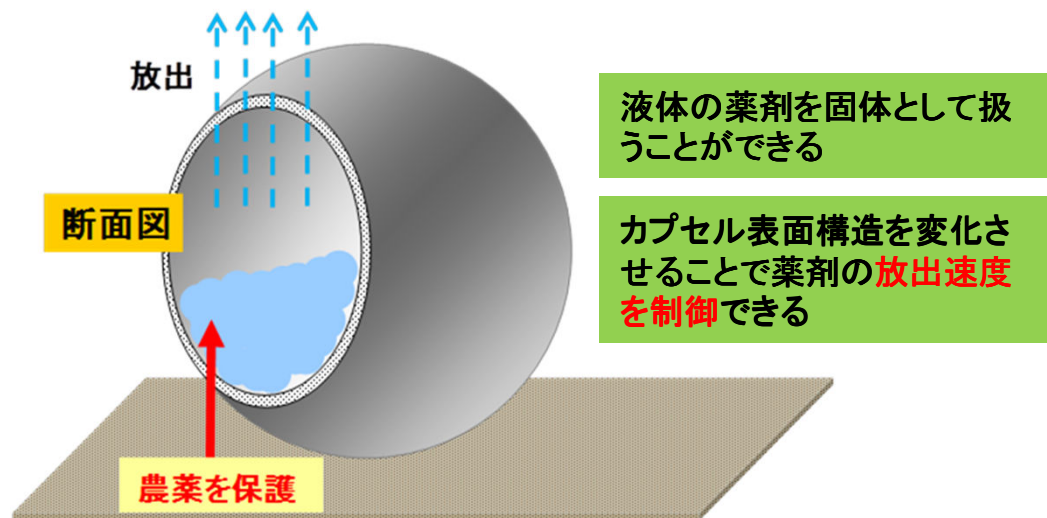 放出
断面図
農薬を保護
液体の薬剤を固体として扱
うことができる
カプセル表面構造を変化さ
せることで薬剤の放出速度
を制御できる